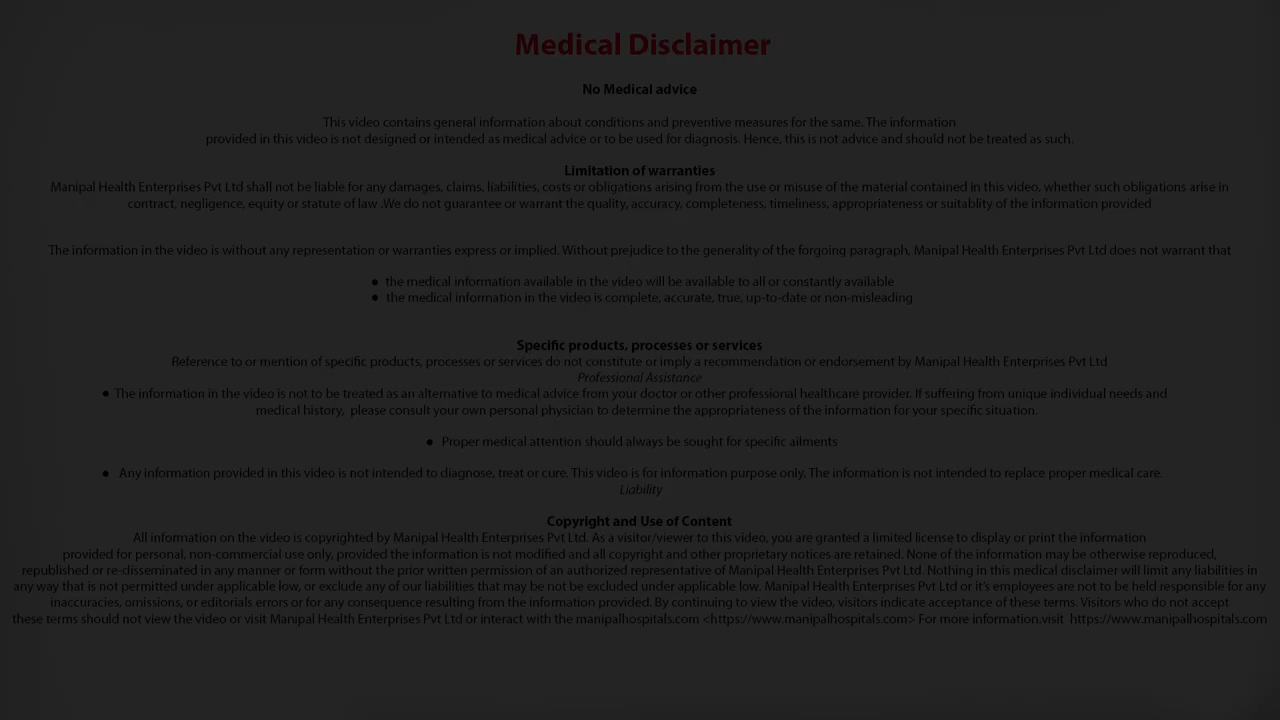 Medical Disclaimer
No Medical advice
This video contains general information about conditions and preventive measures for the same. The information
provided in this video is not designed or intended as medical advice or to be used for diagnosis. Hence, this is not advice and should not be treated as such.
Limitation of warranties
Manipal Health Enterprises Pvt Ltd shall not be liable for any damages, claims, liabilities, costs or obligations arising from the use or misuse of the material contained in this video, whether such obligations arise in
contract, negligence, equity or statute of law .We do not guarantee or warrant the quality, accuracy, completeness, timeliness, appropriateness or suitablity of the information provided
The information in the video is without any representation or warranties express or implied. Without prejudice to the generality of the forgoing paragraph, Manipal Health Enterprises Pvt Ltd does not warrant that
● the medical information available in the video will be available to all or constantly available
● the medical information in the video is complete, accurate, true, up-to-date or non-misleading
Specific products, processes or services
Reference to or mention of specific products, processes or services do not constitute or imply a recommendation or endorsement by Manipal Health Enterprises Pvt Ltd
Professional Assistance
● The information in the video is not to be treated as an alternative to medical advice from your doctor or other professional healthcare provider. If suffering from unique individual needs and
medical history, please consult your own personal physician to determine the appropriateness of the information for your specific situation.
● Proper medical attention should always be sought for specific ailments
● Any information provided in this video is not intended to diagnose, treat or cure. This video is for information purpose only. The information is not intended to replace proper medical care.
Liability
Copyright and Use of Content
All information on the video is copyrighted by Manipal Health Enterprises Pvt Ltd. As a visitor/viewer to this video, you are granted a limited license to display or print the information
provided for personal, non-commercial use only, provided the information is not modified and all copyright and other proprietary notices are retained. None of the information may be otherwise reproduced,
republished or re-disseminated in any manner or form without the prior written permission of an authorized representative of Manipal Health Enterprises Pvt Ltd. Nothing in this medical disclaimer will limit any liabilities in
any way that is not permitted under applicable low, or exclude any of our liabilities that may be not be excluded under applicable low. Manipal Health Enterprises Pvt Ltd or it's employees are not to be held responsible for any
inaccuracies, omissions, or editorials errors or for any consequence resulting from the information provided. By continuing to view the video, visitors indicate acceptance of these terms. Visitors who do not accept
these terms should not view the video or visit Manipal Health Enterprises Pvt Ltd or interact with the manipalhospitals.com <https://www.manipalhospitals.com> For more information.visit https://www.manipalhospitals.com